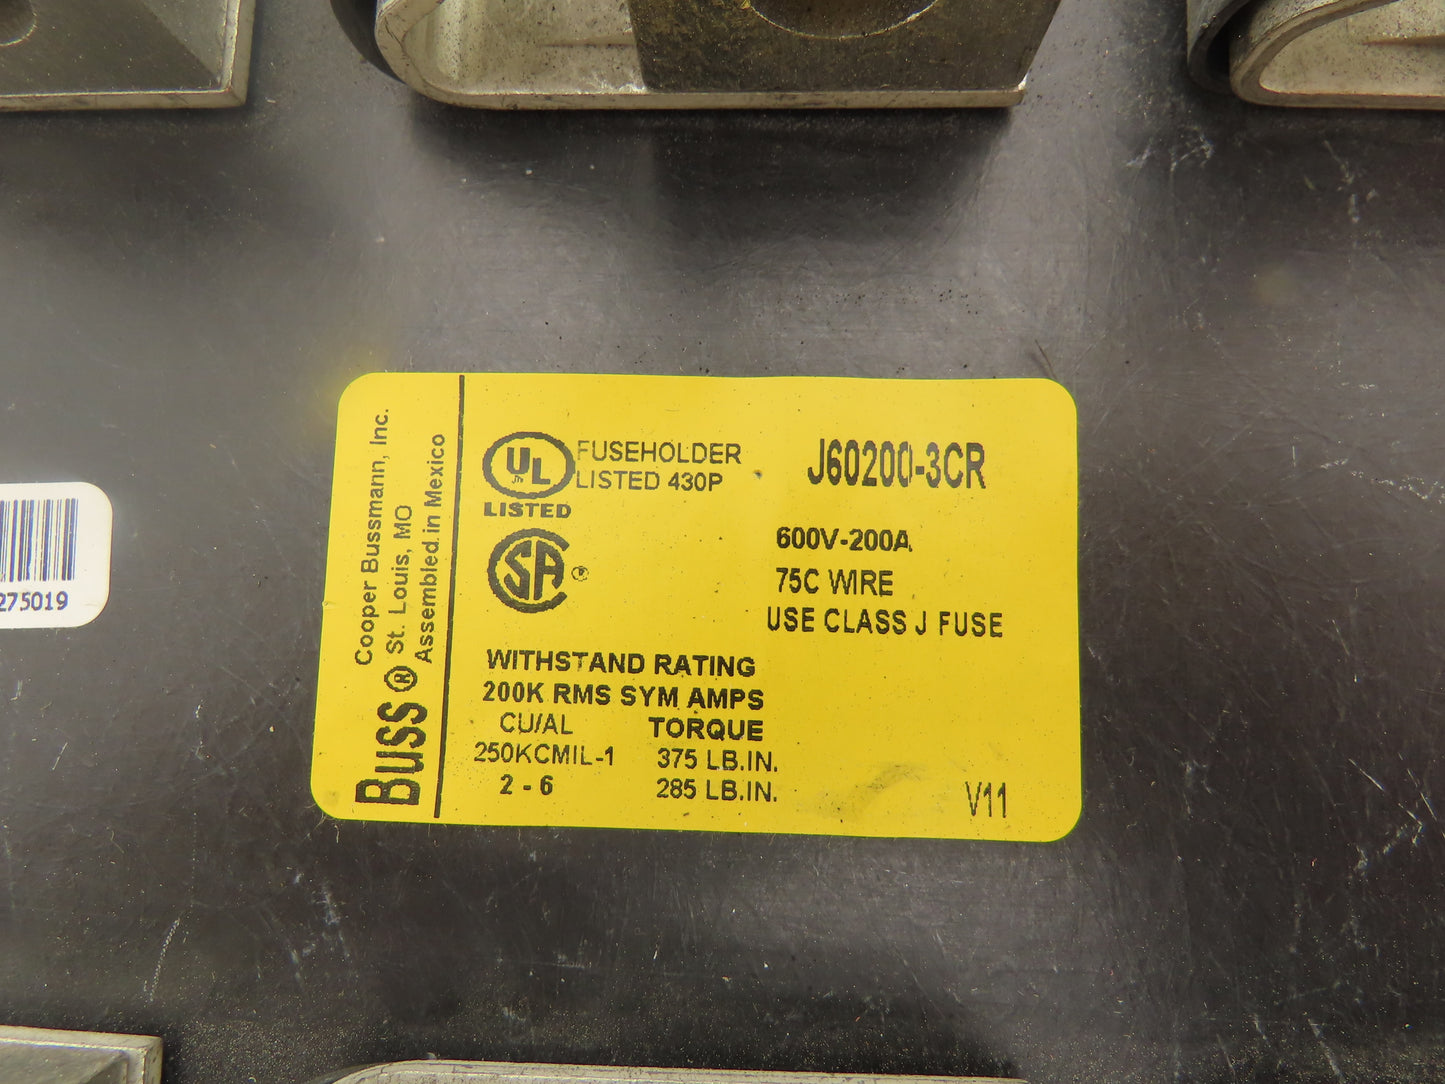 Cooper Bussmann, Inc.
BUSS ® St. Louis, MO
Assembled in Mexico
UL
LISTED
FUSEHOLDER
LISTED 430P
J60200-3CR
SA ®
600V-200A
75C WIRE
USE CLASS J FUSE
WITHSTAND RATING
200K RMS SYM AMPS
CU/AL TORQUE
250KCMIL-1 375 LB.IN.
2 - 6 285 LB.IN.
V11
275019